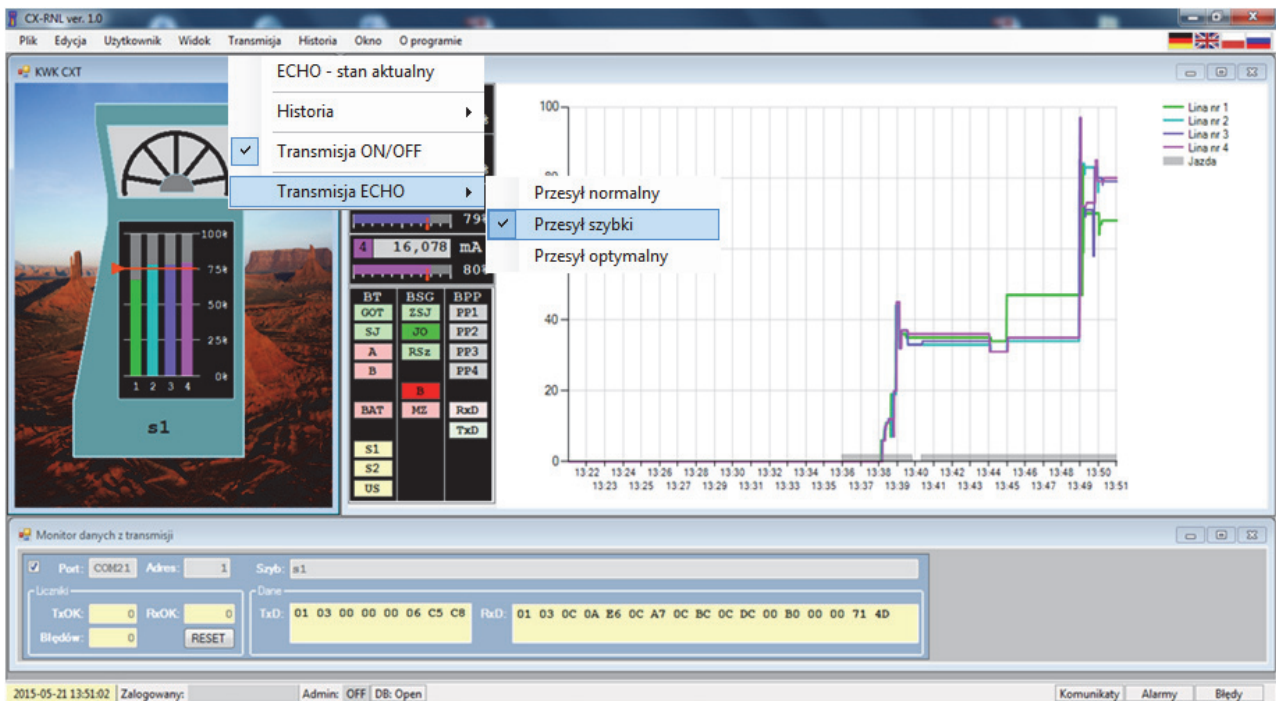 CX-RNL ver. 1.0
Plik Edycja Użytkownik Widok Transmisja Historia Okno O programie
KWK CXT
ECHO - stan aktualny
Historia
Transmisja ON/OFF
Transmisja ECHO
Przesył normalny
Przesył szybki
Przesył optymalny
100%
75%
50%
25%
0%
1 2 3 4
s1
79%
4 16,078 mA
80%
BT BSG BPP
GOT ZSJ PP1
SJ JO PP2
A RSz PP3
B PP4
B
BAT MZ RxD
TxD
S1
S2
US
100
80
40
20
0
13:22 13:24 13:26 13:28 13:30 13:32 13:34 13:36 13:38 13:40 13:42 13:44 13:46 13:48 13:50
13:23 13:25 13:27 13:29 13:31 13:33 13:35 13:37 13:39 13:41 13:43 13:45 13:47 13:49 13:51
Lina nr 1
Lina nr 2
Lina nr 3
Lina nr 4
Jazda
Monitor danych z transmisji
Port: COM21 Adres: 1 Szyb: s1
Liczniki
TxOK: 0 RxOK: 0
Błędów: 0 RESET
Dane
TxD: 01 03 00 00 00 06 C5 C8 RxD: 01 03 0C 0A E6 0C A7 0C BC 0C DC 00 B0 00 00 71 4D
2015-05-21 13:51:02 Zalogowany: Admin: OFF DB: Open Komunikaty Alarmy Błędy